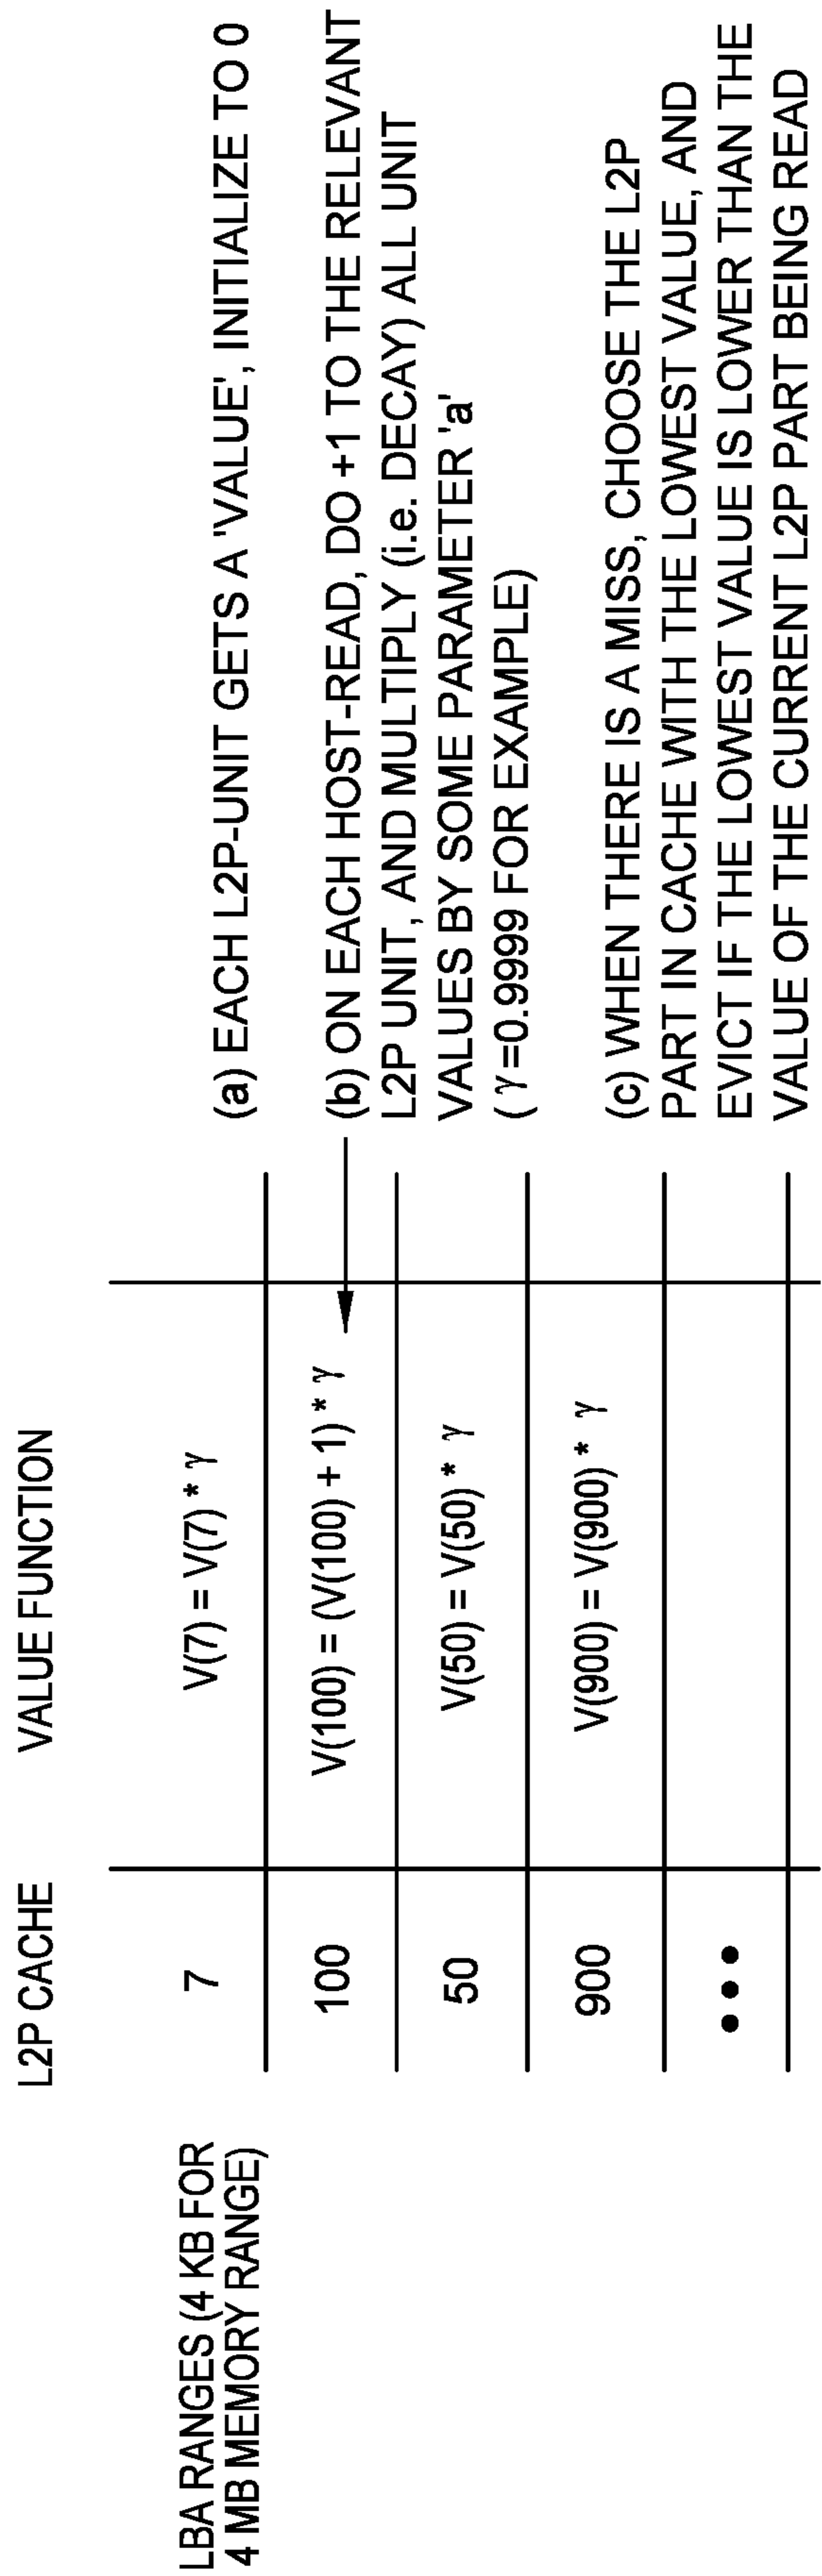 L2P CACHE
VALUE FUNCTION
LBA RANGES (4 KB FOR
4 MB MEMORY RANGE)
7
V(7) = V(7) * γ
100
V(100) = (V(100) + 1) * γ
50
V(50) = V(50) * γ
900
V(900) = V(900) * γ
•••
(a) EACH L2P-UNIT GETS A 'VALUE', INITIALIZE TO 0
(b) ON EACH HOST-READ, DO +1 TO THE RELEVANT
L2P UNIT, AND MULTIPLY (i.e. DECAY) ALL UNIT
VALUES BY SOME PARAMETER 'a'
( γ =0.9999 FOR EXAMPLE)
(c) WHEN THERE IS A MISS, CHOOSE THE L2P
PART IN CACHE WITH THE LOWEST VALUE, AND
EVICT IF THE LOWEST VALUE IS LOWER THAN THE
VALUE OF THE CURRENT L2P PART BEING READ